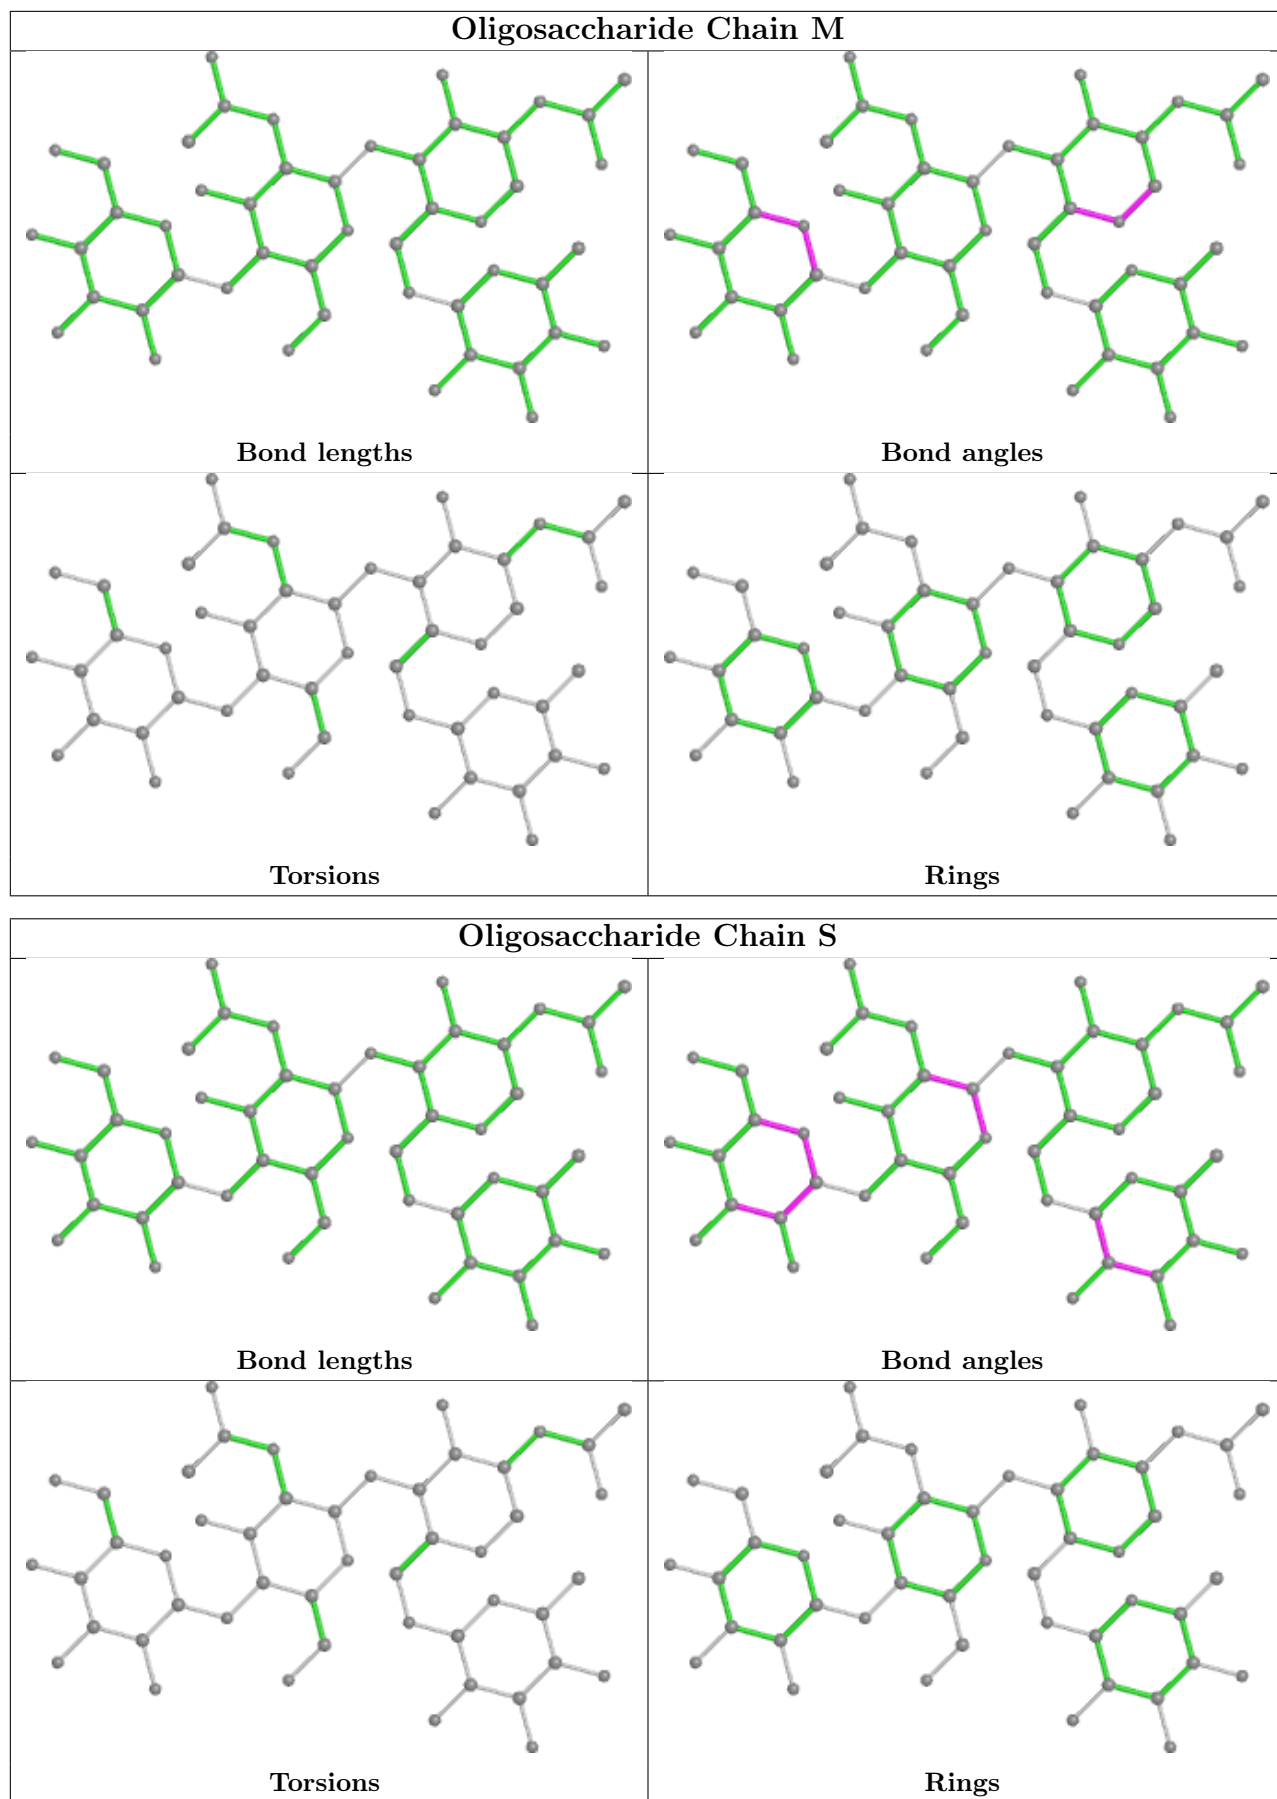 Oligosaccharide Chain M
Bond lengths
Bond angles
Torsions
Rings
Oligosaccharide Chain S
Bond lengths
Bond angles
Torsions
Rings